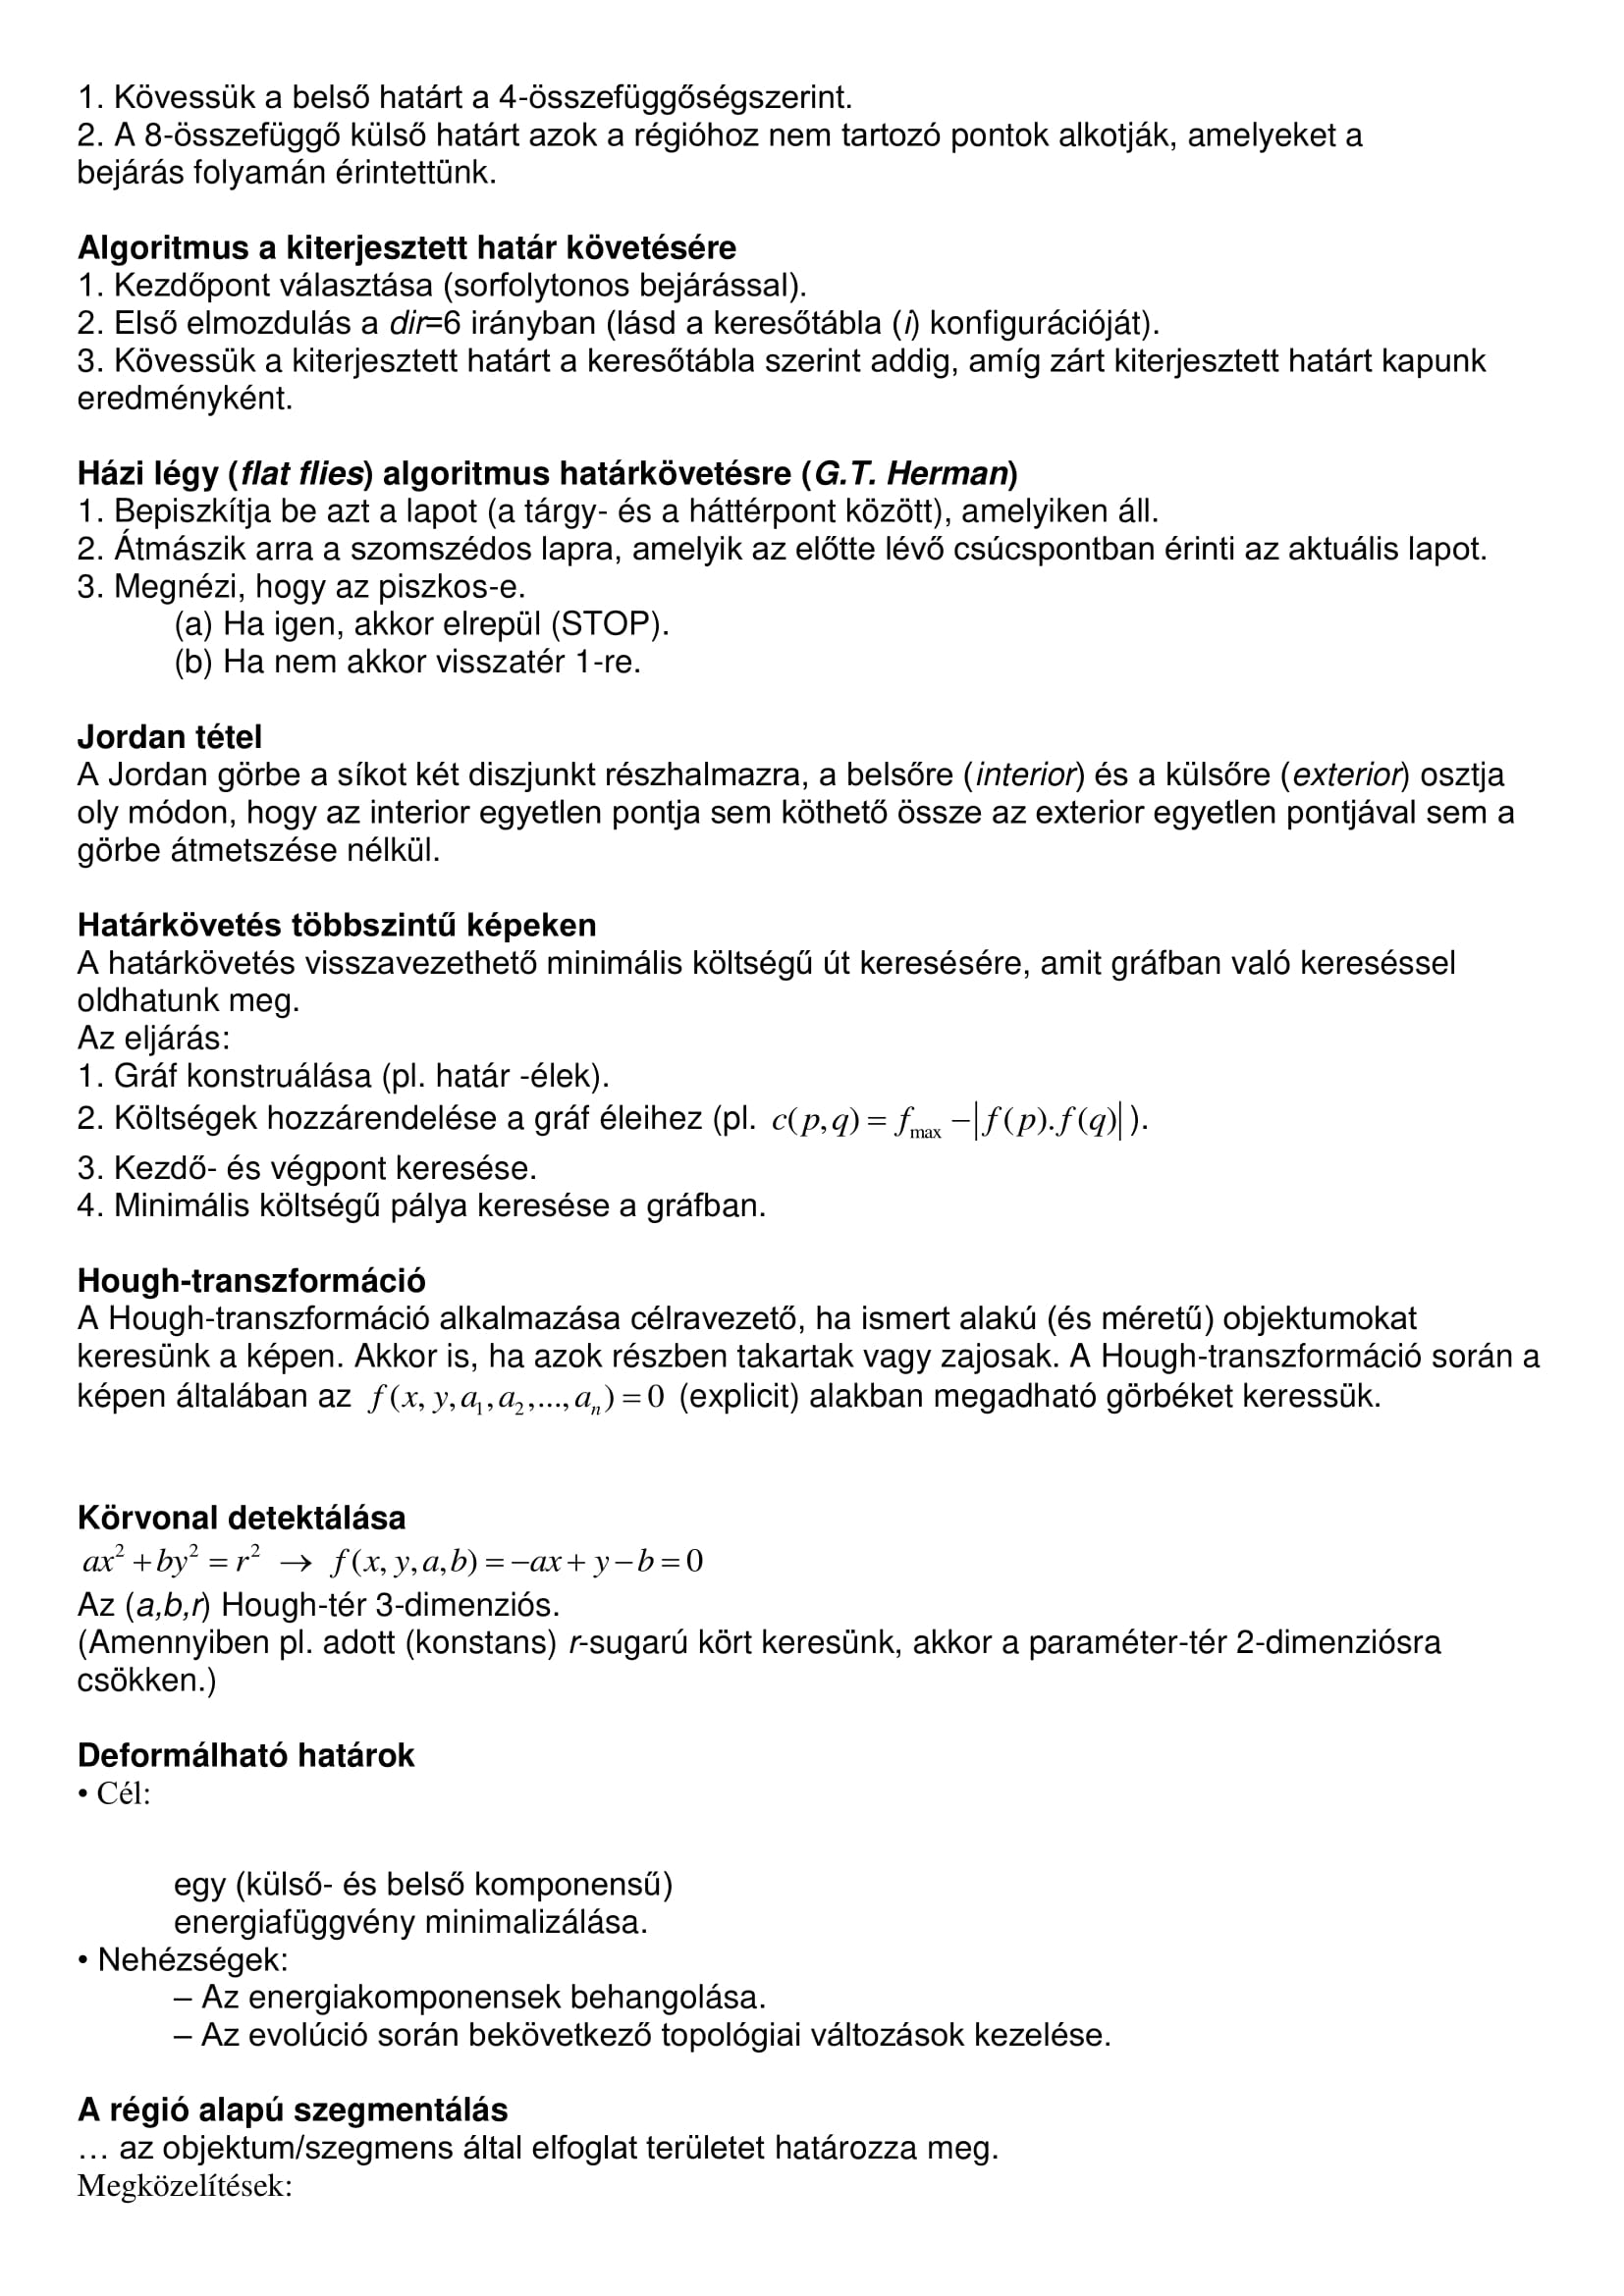 1. Kövessük a belső határt a 4-összefüggőségszerint.
2. A 8-összefüggő külső határt azok a régióhoz nem tartozó pontok alkotják, amelyeket a
bejárás folyamán érintettünk.
Algoritmus a kiterjesztett határ követésére
1. Kezdőpont választása (sorfolytonos bejárással).
2. Első elmozdulás a dir=6 irányban (lásd a keresőtábla (i) konfigurációját).
3. Kövessük a kiterjesztett határt a keresőtábla szerint addig, amíg zárt kiterjesztett határt kapunk
eredményként.
Házi légy (flat flies) algoritmus határkövetésre (G.T. Herman)
1. Bepiszkítja be azt a lapot (a tárgy- és a háttérpont között), amelyiken áll.
2. Átmászik arra a szomszédos lapra, amelyik az előtte lévő csúcspontban érinti az aktuális lapot.
3. Megnézi, hogy az piszkos-e.
(a) Ha igen, akkor elrepül (STOP).
(b) Ha nem akkor visszatér 1-re.
Jordan tétel
A Jordan görbe a síkot két diszjunkt részhalmazra, a belsőre (interior) és a külsőre (exterior) osztja
oly módon, hogy az interior egyetlen pontja sem köthető össze az exterior egyetlen pontjával sem a
görbe átmetszése nélkül.
Határkövetés többszintű képeken
A határkövetés visszavezethető minimális költségű út keresésére, amit gráfban való kereséssel
oldhatunk meg.
Az eljárás:
1. Gráf konstruálása (pl. határ -élek).
2. Költségek hozzárendelése a gráf éleihez (pl. c(p,q) = f_max −|f(p).f(q)|).
3. Kezdő- és végpont keresése.
4. Minimális költségű pálya keresése a gráfban.
Hough-transzformáció
A Hough-transzformáció alkalmazása célravezető, ha ismert alakú (és méretű) objektumokat
keresünk a képen. Akkor is, ha azok részben takartak vagy zajosak. A Hough-transzformáció során a
képen általában az f(x, y, a₁, a₂,..., aₙ) = 0 (explicit) alakban megadható görbéket keressük.
Körvonal detektálása
ax² + by² = r² → f(x, y, a, b) = −ax + y − b = 0
Az (a,b,r) Hough-tér 3-dimenziós.
(Amennyiben pl. adott (konstans) r-sugarú kört keresünk, akkor a paraméter-tér 2-dimenziósra
csökken.)
Deformálható határok
• Cél:
egy (külső- és belső komponensű)
energiafüggvény minimalizálása.
• Nehézségek:
– Az energiakomponensek behangolása.
– Az evolúció során bekövetkező topológiai változások kezelése.
A régió alapú szegmentálás
… az objektum/szegmens által elfoglat területet határozza meg.
Megközelítések: